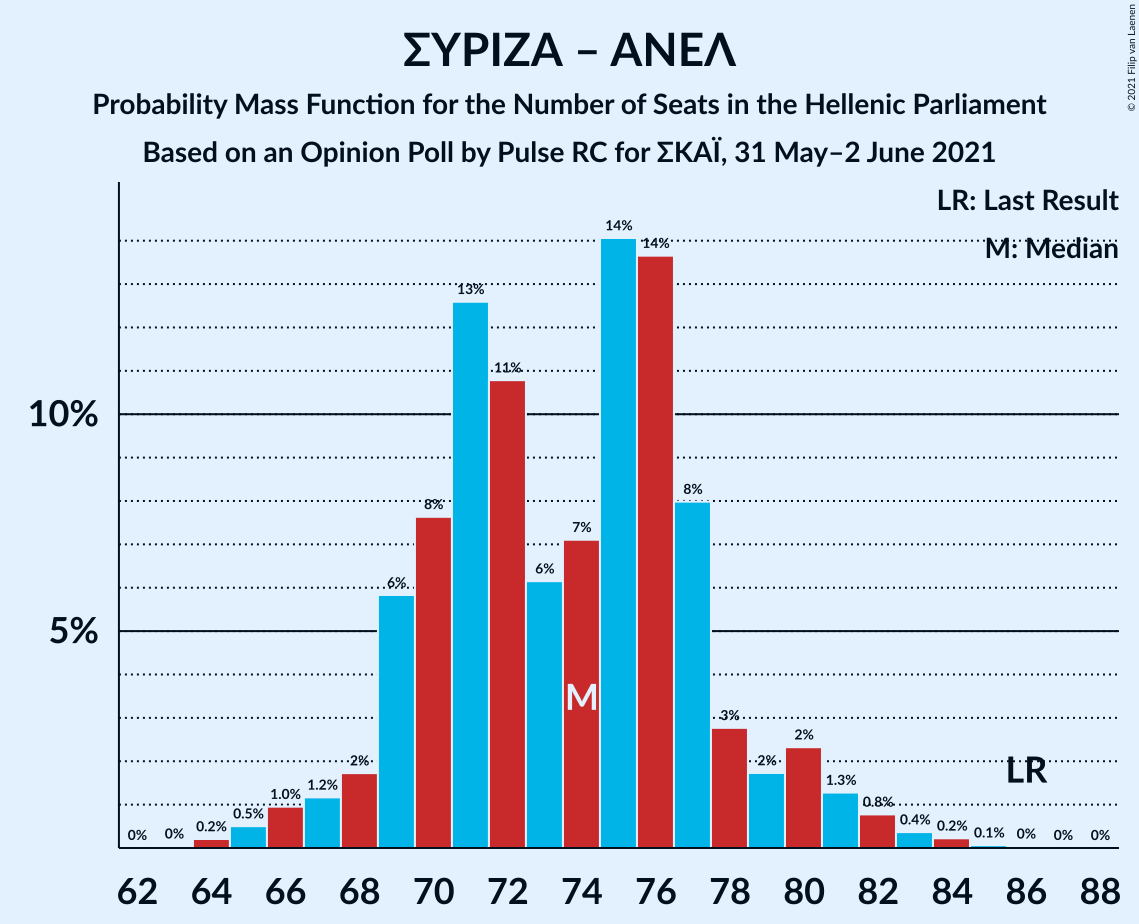 ΣΥΡΙΖΑ – ΑΝΕΛ
Probability Mass Function for the Number of Seats in the Hellenic Parliament
Based on an Opinion Poll by Pulse RC for ΣΚΑΪ, 31 May–2 June 2021
© 2021 Filip van Laenen
LR: Last Result
M: Median
10%
5%
0% 0% 0.2% 0.5% 1.0% 1.2% 2% 6% 8% 13% 11% 6% 7% 14% 14% 8% 3% 2% 2% 1.3% 0.8% 0.4% 0.2% 0.1% 0% 0% 0%
M
LR
62 64 66 68 70 72 74 76 78 80 82 84 86 88